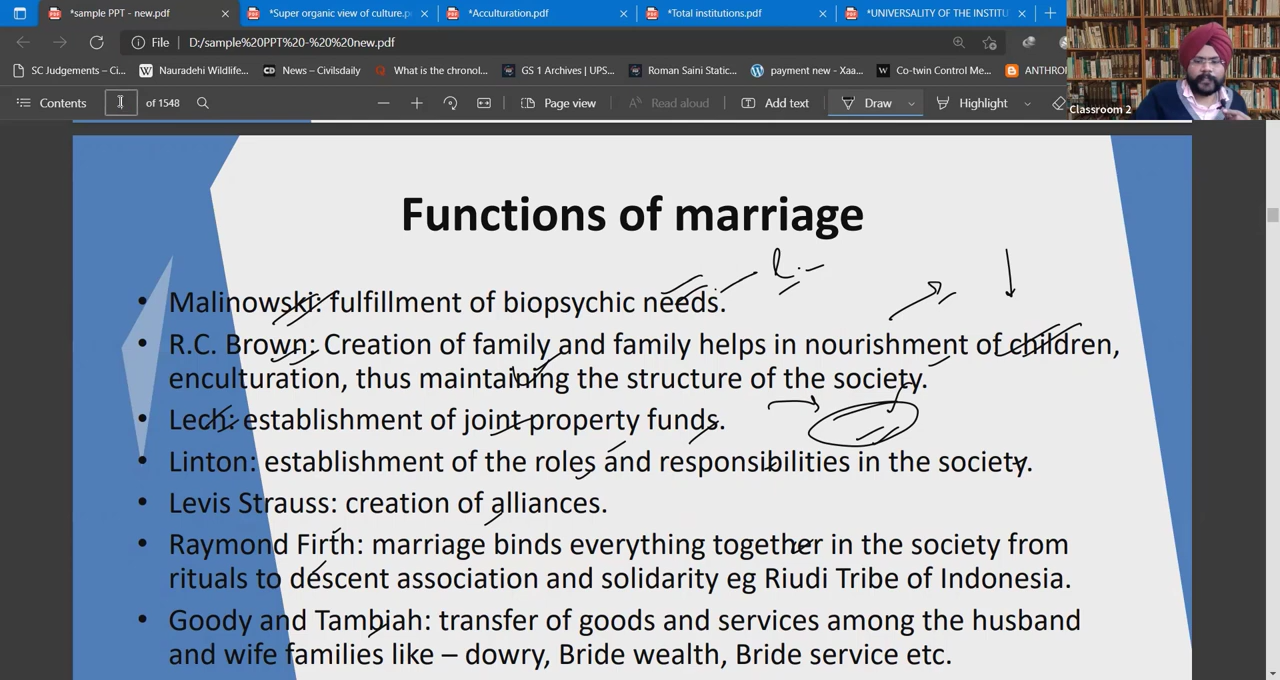 *sample PPT - new.pdf
*Super organic view of culture.p
*Acculturation.pdf
*Total institutions.pdf
*UNIVERSALITY OF THE INSTITU
File D:/sample%20PPT%20-%20%20new.pdf
SC Judgements – Ci...
Nauradehi Wildlife...
News – Civilsdaily
What is the chronol...
GS 1 Archives | UPS...
Roman Saini Static...
payment new - Xaa...
Co-twin Control Me...
ANTHRO
Contents of 1548 Page view Read aloud Add text Draw Highlight
Classroom 2
Functions of marriage
• Malinowski: fulfillment of biopsychic needs.
• R.C. Brown: Creation of family and family helps in nourishment of children,
enculturation, thus maintaining the structure of the society.
• Lech: establishment of joint property funds.
• Linton: establishment of the roles and responsibilities in the society.
• Levis Strauss: creation of alliances.
• Raymond Firth: marriage binds everything together in the society from
rituals to descent association and solidarity eg Riudi Tribe of Indonesia.
• Goody and Tambiah: transfer of goods and services among the husband
and wife families like – dowry, Bride wealth, Bride service etc.